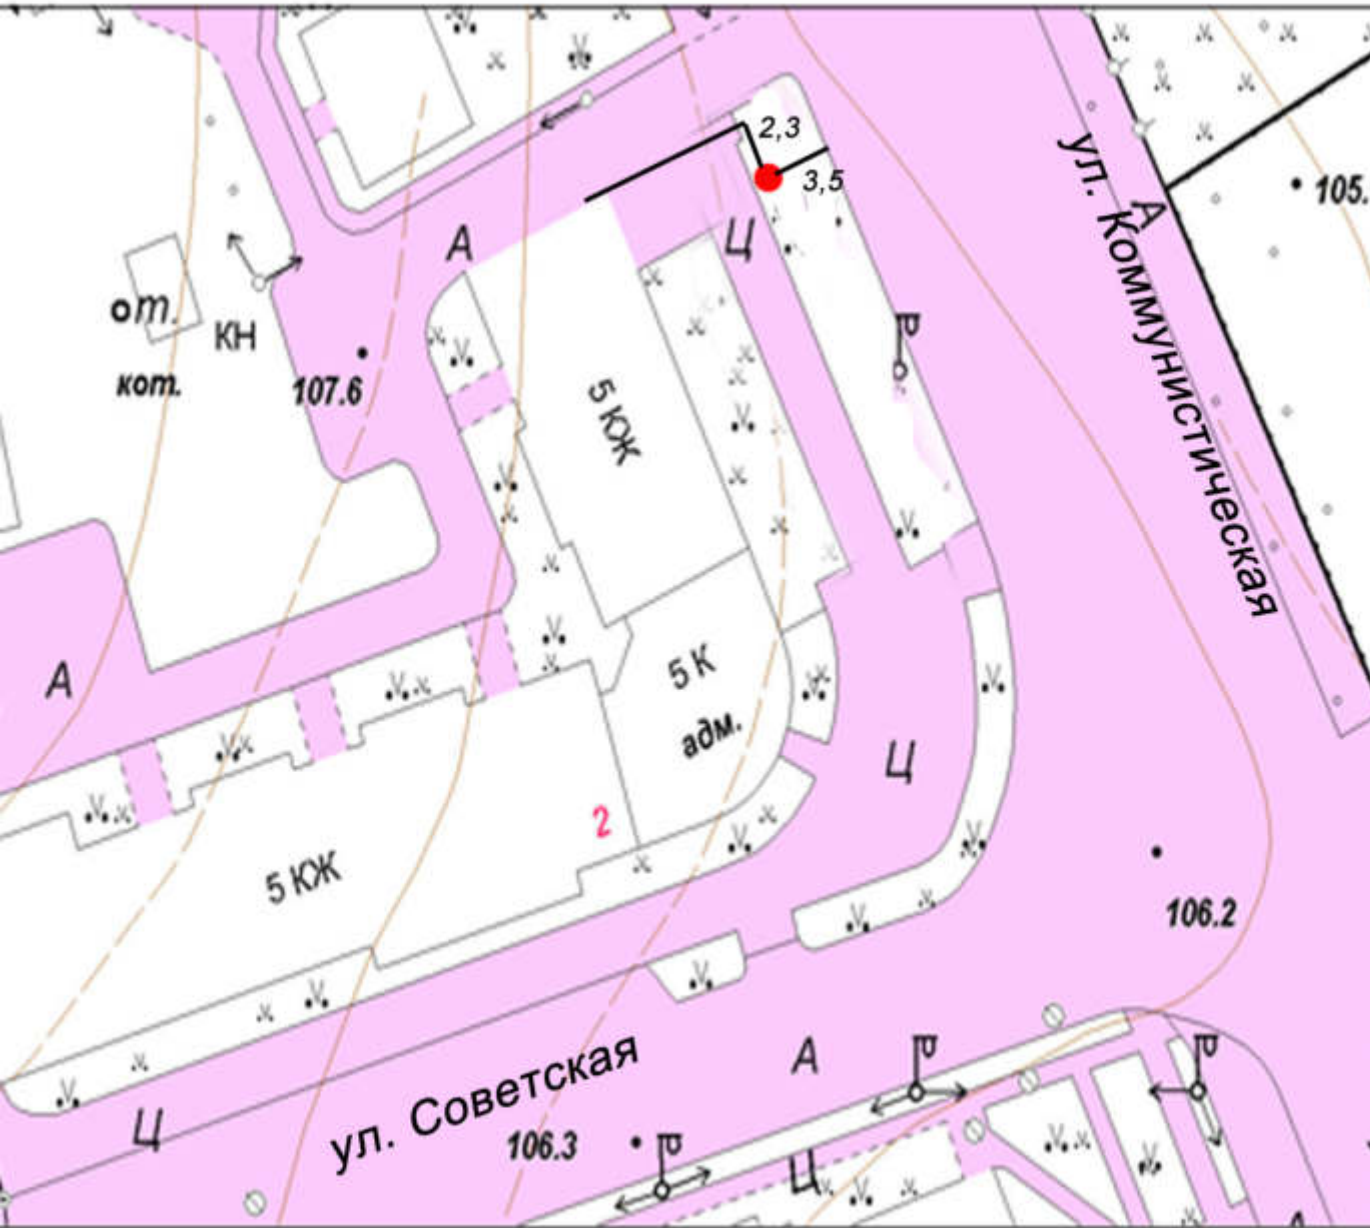 2,3
3,5
ул. Коммунистическая
А
105.
А
Ц
от.
КН
кот.
107.6
5 КЖ
А
5 К
адм.
Ц
2
5 КЖ
106.2
ул. Советская
А
Ц
106.3
Ц